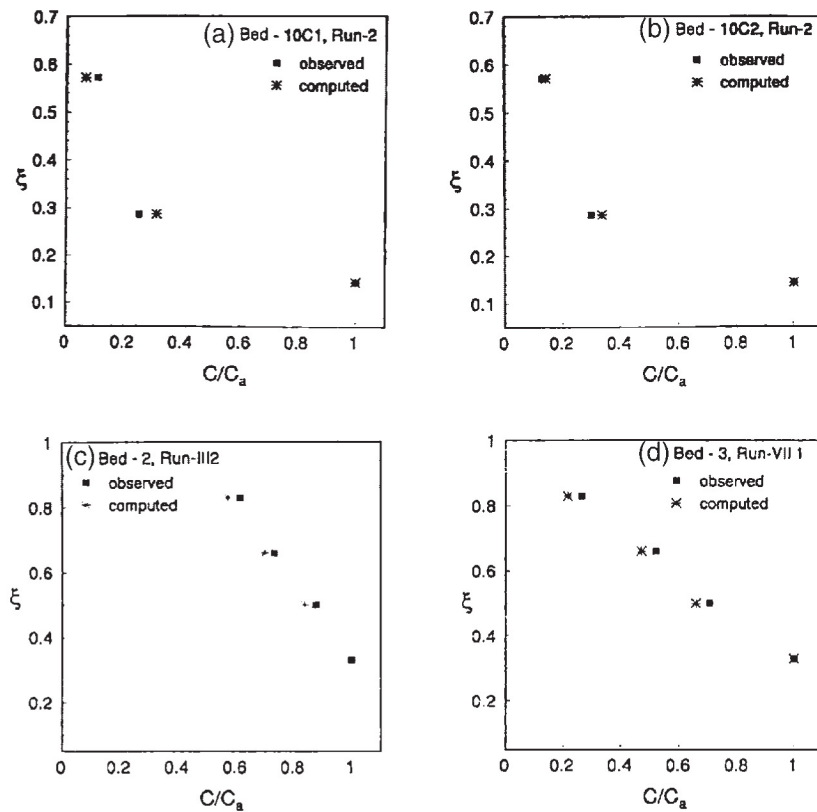 (a) Bed - 10C1, Run-2
observed
computed
0.7
0.6
0.5
0.4
0.3
0.2
0.1
ξ
0 0.2 0.4 0.6 0.8 1
C/Ca
(b) Bed - 10C2, Run-2
observed
computed
0.7
0.6
0.5
0.4
0.3
0.2
0.1
ξ
0 0.2 0.4 0.6 0.8 1
C/Ca
(c) Bed - 2, Run-III2
observed
computed
1
0.8
0.6
0.4
0.2
ξ
0 0.2 0.4 0.6 0.8 1
C/Ca
(d) Bed - 3, Run-VII 1
observed
computed
1
0.8
0.6
0.4
0.2
ξ
0 0.2 0.4 0.6 0.8 1
C/Ca